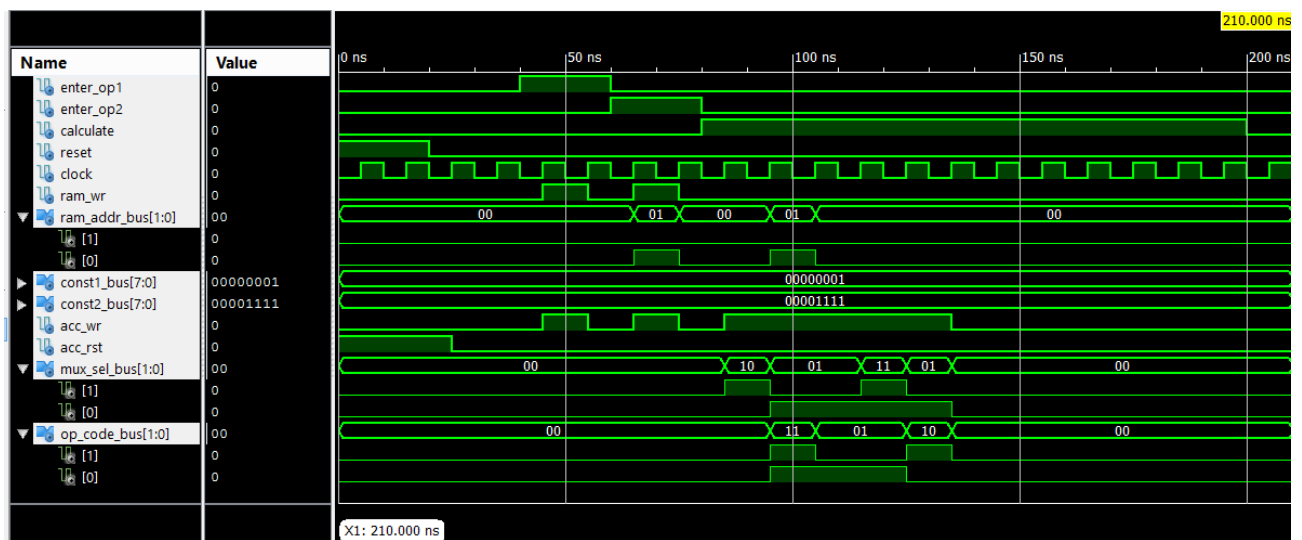 210.000 ns
Name Value 0 ns 50 ns 100 ns 150 ns 200 ns
enter_op1 0
enter_op2 0
calculate 0
reset 0
clock 0
ram_wr 0
ram_addr_bus[1:0] 00 00 01 00 01 00
[1] 0
[0] 0
const1_bus[7:0] 00000001 00000001
const2_bus[7:0] 00001111 00001111
acc_wr 0
acc_rst 0
mux_sel_bus[1:0] 00 00 10 01 11 01 00
[1] 0
[0] 0
op_code_bus[1:0] 00 00 11 01 10 00
[1] 0
[0] 0
X1: 210.000 ns